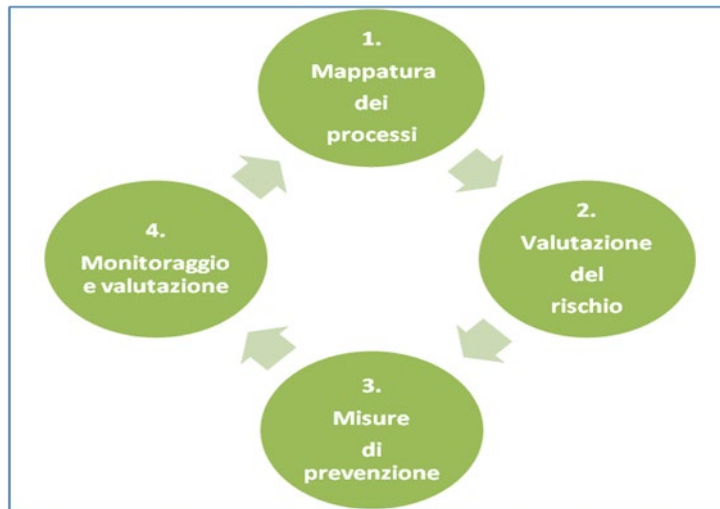 1.
Mappatura
dei
processi
2.
Valutazione
del
rischio
3.
Misure
di
prevenzione
4.
Monitoraggio
e valutazione